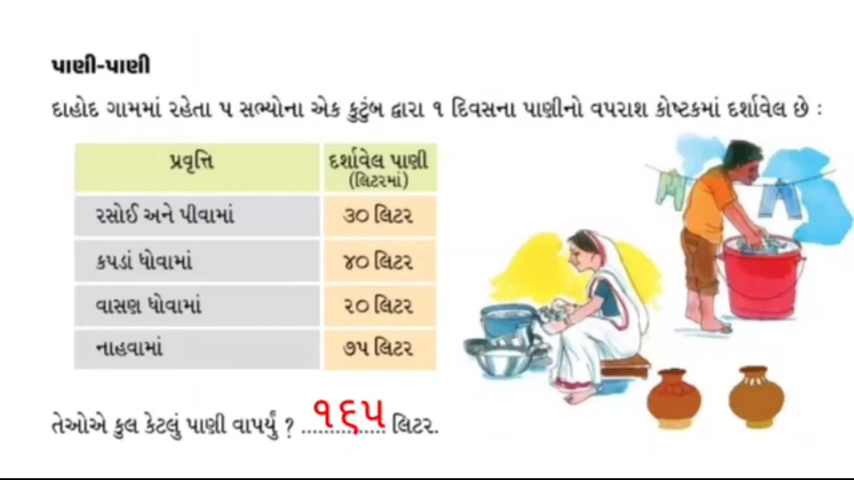 પાણી-પાણી
દાહોદ ગામમાં રહેતા ૫ સભ્યોના એક કુટુંબ દ્વારા ૧ દિવસના પાણીનો વપરાશ કોષ્ટકમાં દર્શાવેલ છે :
પ્રવૃત્તિ દર્શાવેલ પાણી
(લિટરમાં)
રસોઈ અને પીવામાં ૩૦ લિટર
કપડાં ધોવામાં ૪૦ લિટર
વાસણ ધોવામાં ૨૦ લિટર
નાહવામાં ૭૫ લિટર
તેઓએ કુલ કેટલું પાણી વાપર્યું ? ૧૬૫ લિટર.